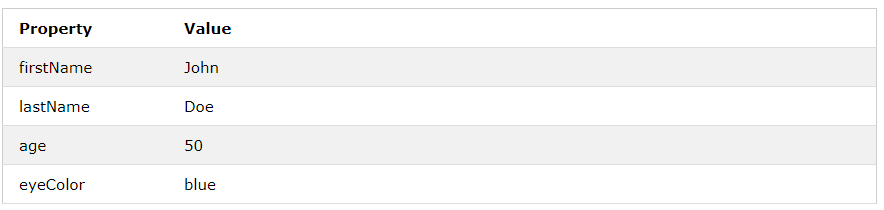 Property Value
firstName John
lastName Doe
age 50
eyeColor blue